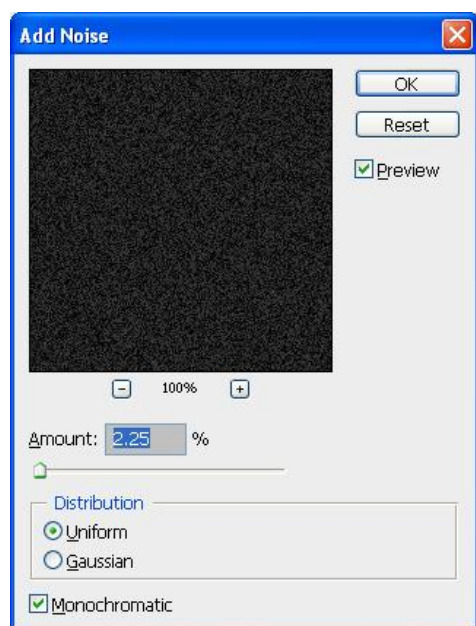 Add Noise
OK
Reset
Preview
100%
Amount: 2.25 %
Distribution
Uniform
Gaussian
Monochromatic